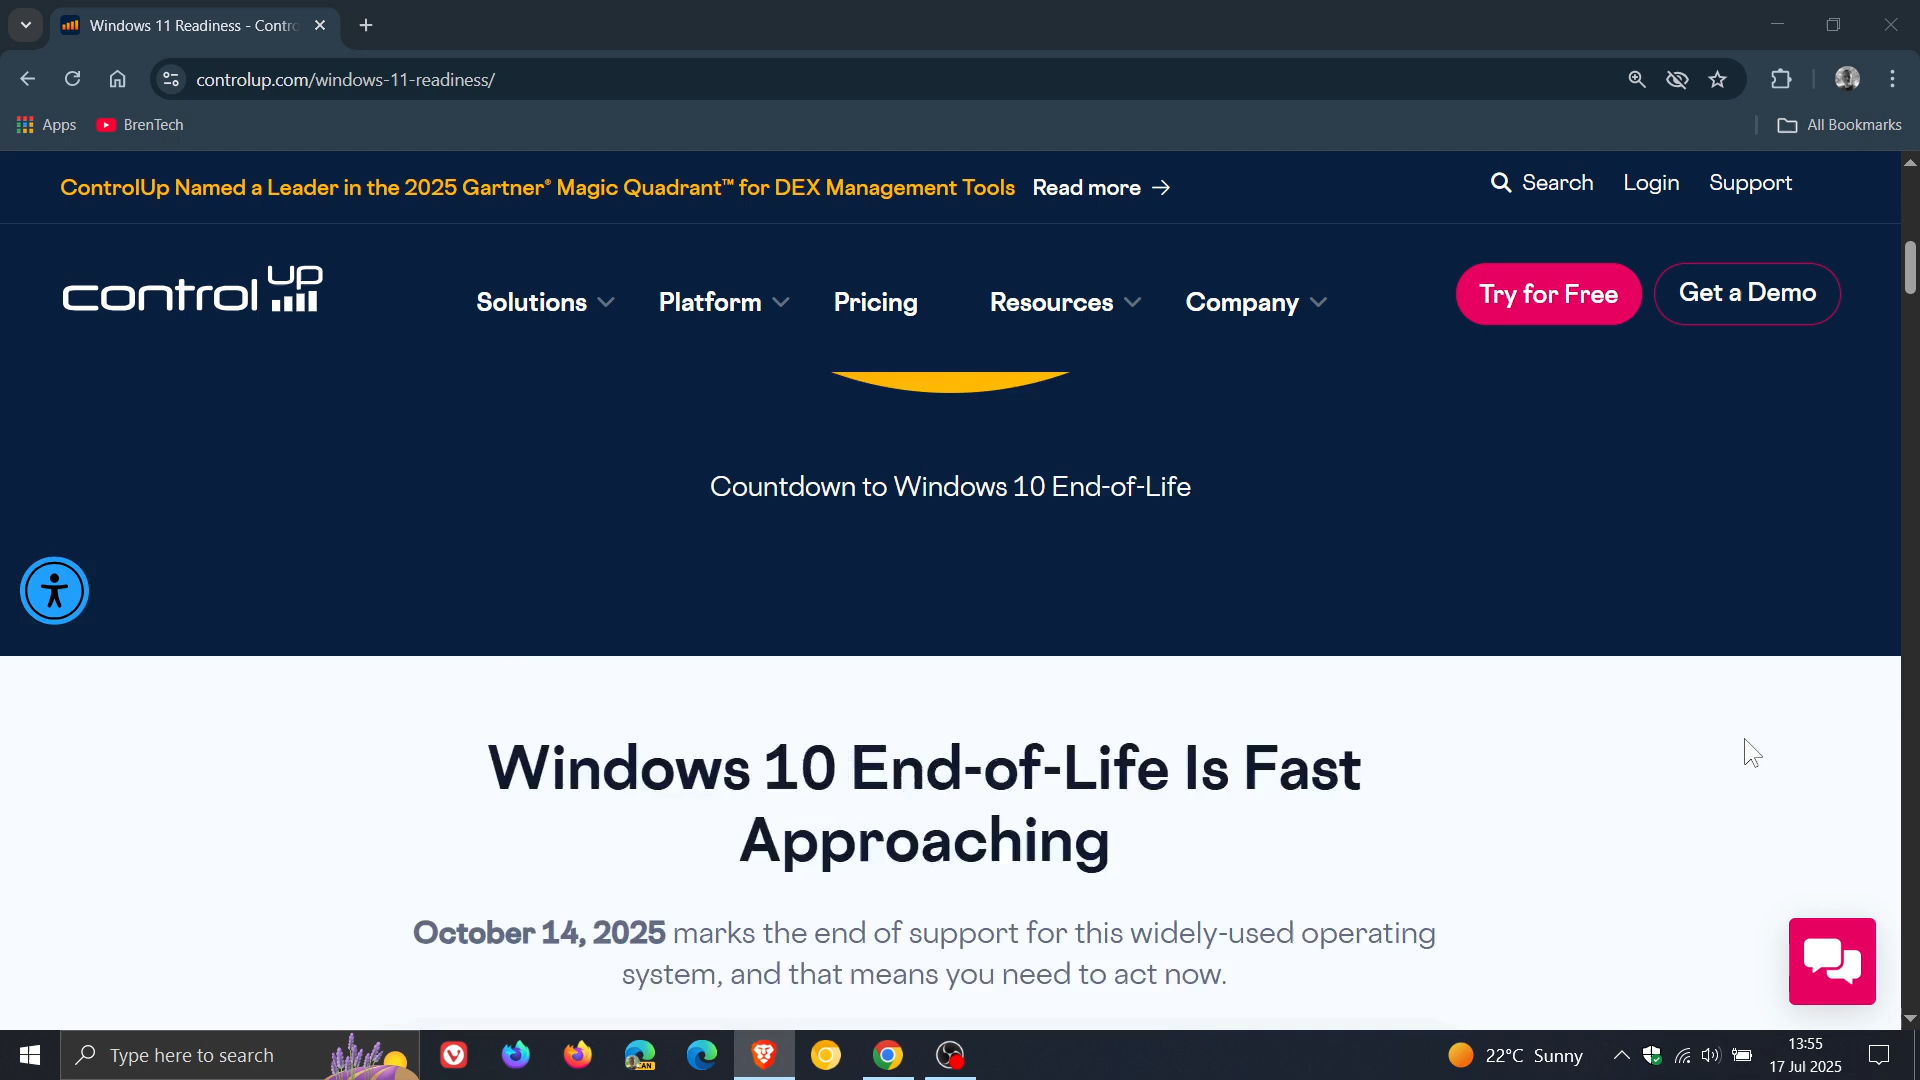 Windows 11 Readiness - Contro
controlup.com/windows-11-readiness/
Apps
BrenTech
All Bookmarks
ControlUp Named a Leader in the 2025 Gartner® Magic Quadrant™ for DEX Management Tools Read more →
Search Login Support
control UP
Solutions Platform Pricing Resources Company
Try for Free
Get a Demo
Countdown to Windows 10 End-of-Life
Windows 10 End-of-Life Is Fast
Approaching
October 14, 2025 marks the end of support for this widely-used operating
system, and that means you need to act now.
Type here to search
CAN
22°C Sunny
13:55
17 Jul 2025